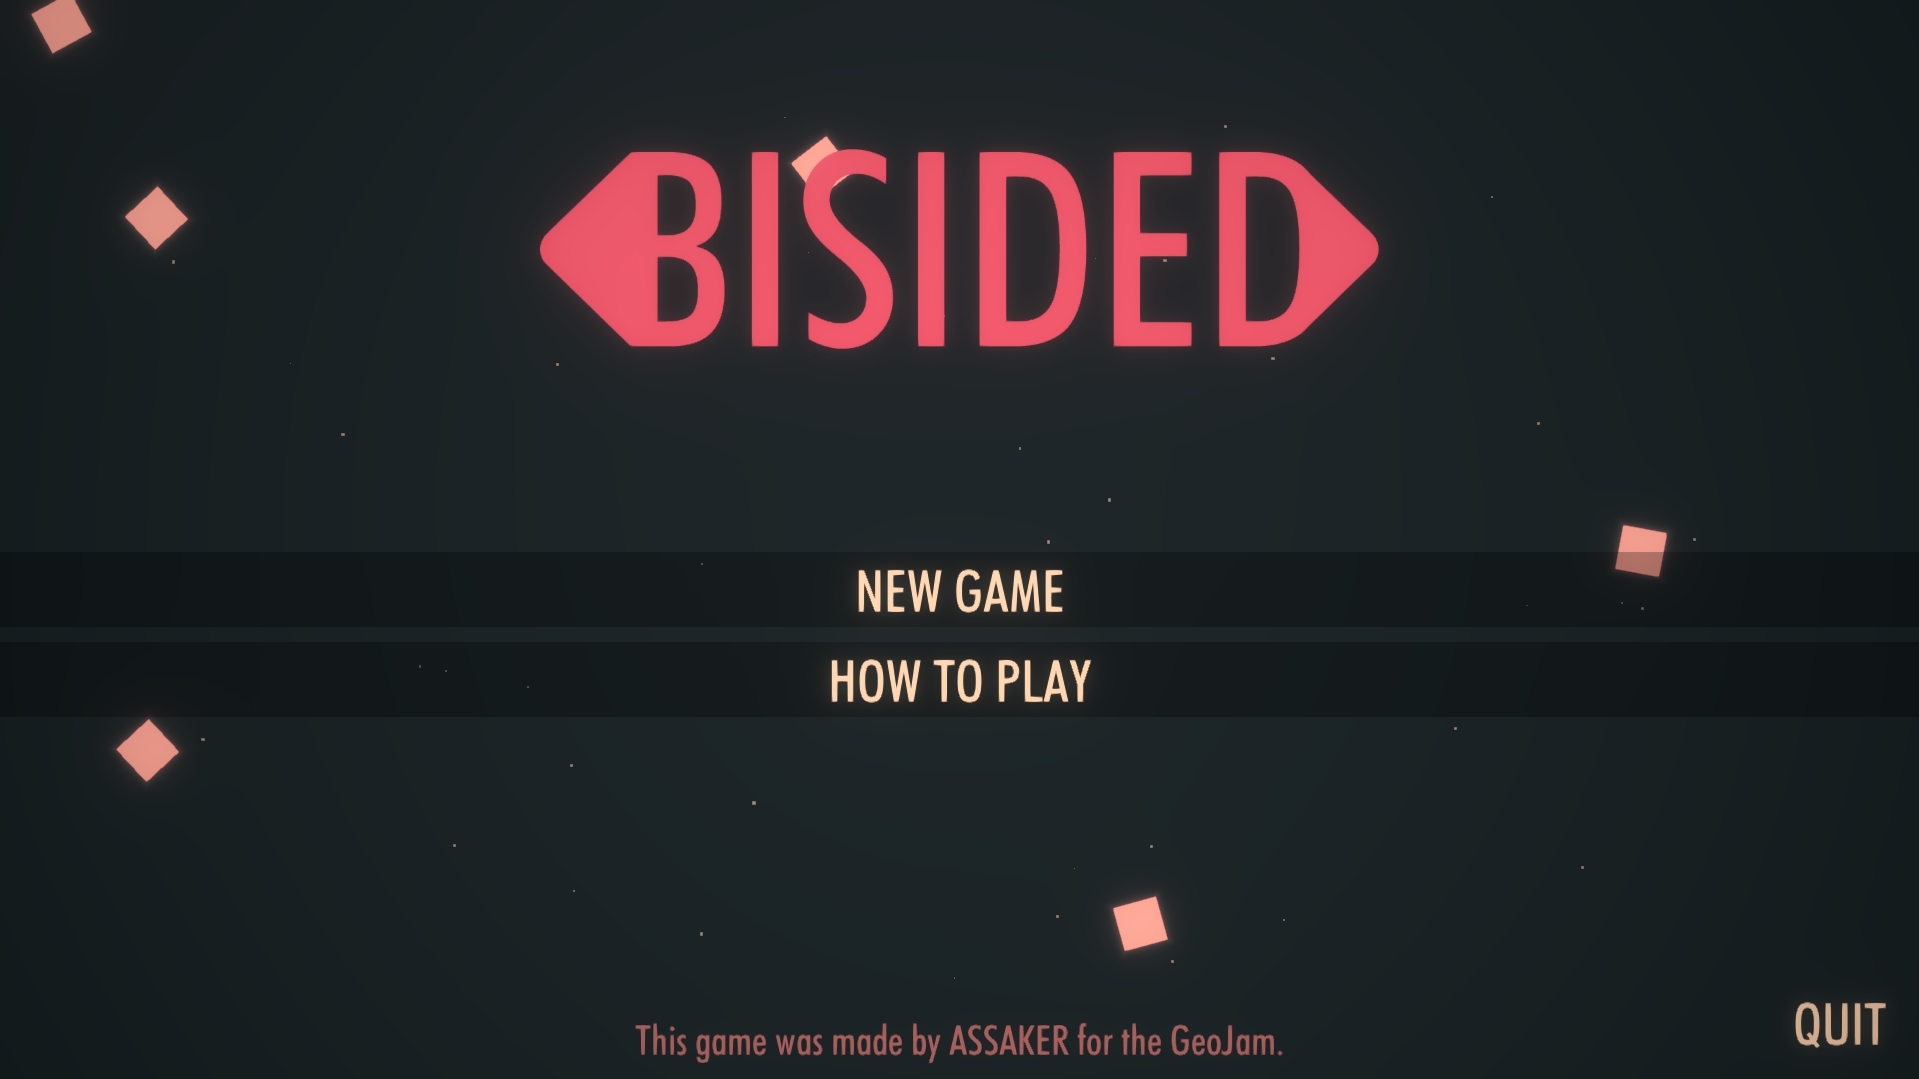 BISIDED
NEW GAME
HOW TO PLAY
QUIT
This game was made by ASSAKER for the GeoJam.